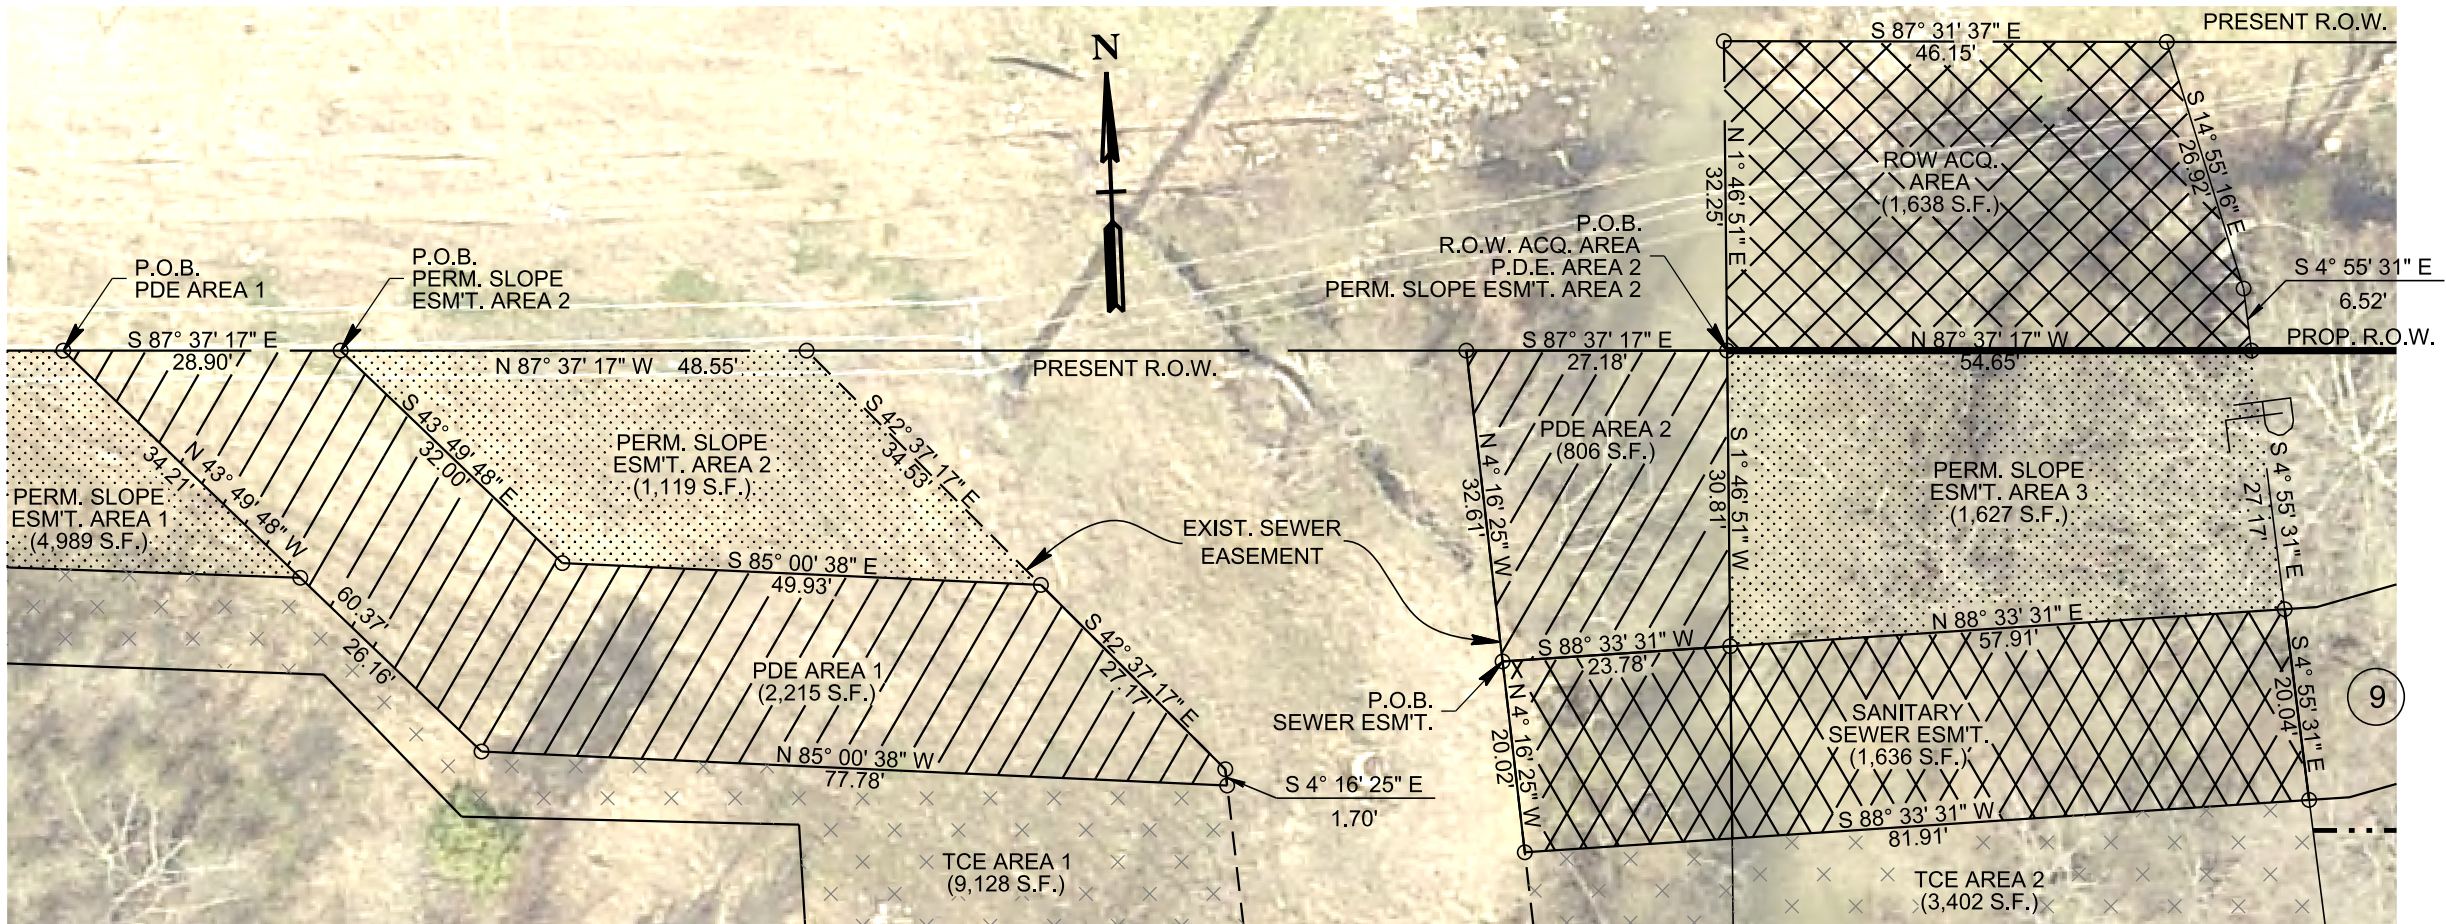 S 87° 31' 37" E
46.15'
PRESENT R.O.W.
N
N 1° 46' 51" E
32.25'
S 14° 55' 16" E
26.92'
ROW ACQ.
AREA
(1,638 S.F.)
P.O.B.
R.O.W. ACQ. AREA
P.D.E. AREA 2
PERM. SLOPE ESM'T. AREA 2
S 4° 55' 31" E
6.52'
PROP. R.O.W.
P.O.B.
PDE AREA 1
P.O.B.
PERM. SLOPE
ESM'T. AREA 2
S 87° 37' 17" E
28.90'
N 87° 37' 17" W 48.55'
PRESENT R.O.W.
S 87° 37' 17" E
27.18'
N 87° 37' 17" W
54.65'
S 43° 49' 48" E
32.00'
S 42° 37' 17" E
34.53'
PERM. SLOPE
ESM'T. AREA 2
(1,119 S.F.)
N 43° 49' 48" W
34.21'
PERM. SLOPE
ESM'T. AREA 1
(4,989 S.F.)
60.37'
26.16'
S 85° 00' 38" E
49.93'
EXIST. SEWER
EASEMENT
N 4° 16' 25" W
32.61'
PDE AREA 2
(806 S.F.)
S 1° 46' 51" W
30.81'
PERM. SLOPE
ESM'T. AREA 3
(1,627 S.F.)
S 4° 55' 31" E
27.17'
PDE AREA 1
(2,215 S.F.)
S 42° 37' 17" E
27.17'
N 85° 00' 38" W
77.78'
S 4° 16' 25" E
1.70'
S 88° 33' 31" W
23.78'
N 88° 33' 31" E
57.91'
P.O.B.
SEWER ESM'T.
N 4° 16' 25" W
20.02'
SANITARY
SEWER ESM'T.
(1,636 S.F.)
S 4° 55' 31" E
20.04'
9
S 88° 33' 31" W
81.91'
TCE AREA 1
(9,128 S.F.)
TCE AREA 2
(3,402 S.F.)